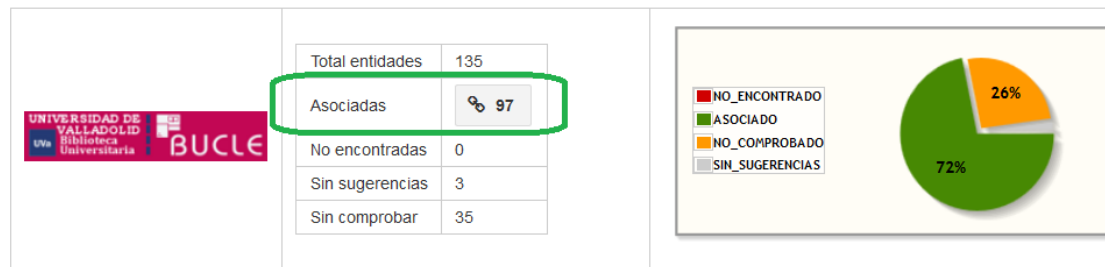 UNIVERSIDAD DE
VALLADOLID
UVa Biblioteca
Universitaria
BUCLE
Total entidades 135
Asociadas 97
No encontradas 0
Sin sugerencias 3
Sin comprobar 35
NO_ENCONTRADO
ASOCIADO
NO_COMPROBADO
SIN_SUGERENCIAS
26%
72%